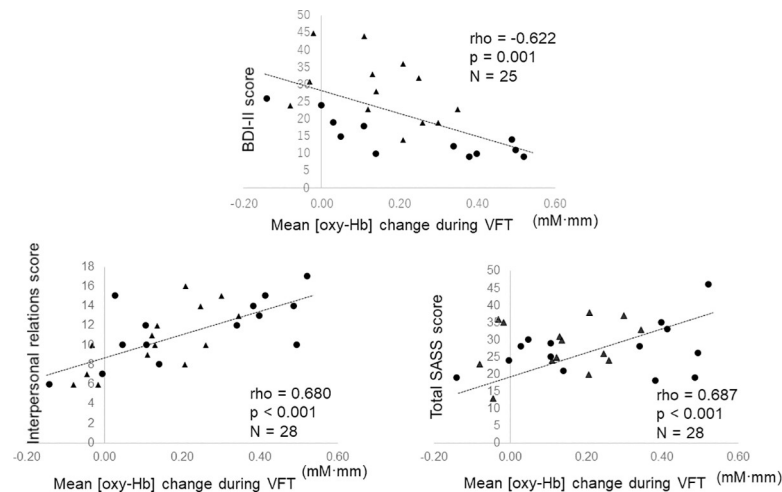 50
45
40
35
30
25
20
15
10
5
0
BDI-II score
rho = -0.622
p = 0.001
N = 25
-0.20 0.00 0.20 0.40 0.60
Mean [oxy-Hb] change during VFT (mM·mm)
18
16
14
12
10
8
6
4
2
0
Interpersonal relations score
rho = 0.680
p < 0.001
N = 28
-0.20 0.00 0.20 0.40 0.60
Mean [oxy-Hb] change during VFT (mM·mm)
50
45
40
35
30
25
20
15
10
5
0
Total SASS score
rho = 0.687
p < 0.001
N = 28
-0.20 0.00 0.20 0.40 0.60
Mean [oxy-Hb] change during VFT (mM·mm)